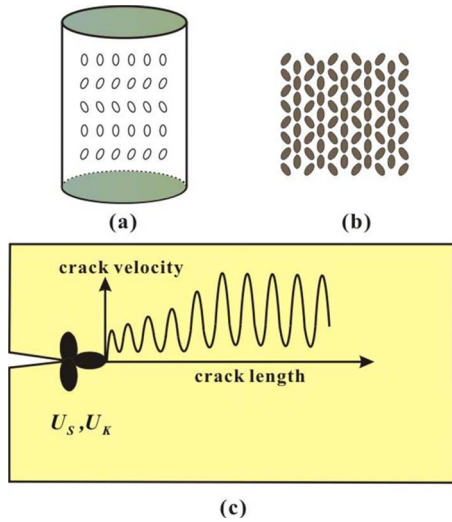 (a)
(b)
crack velocity
crack length
U_S ,U_K
(c)